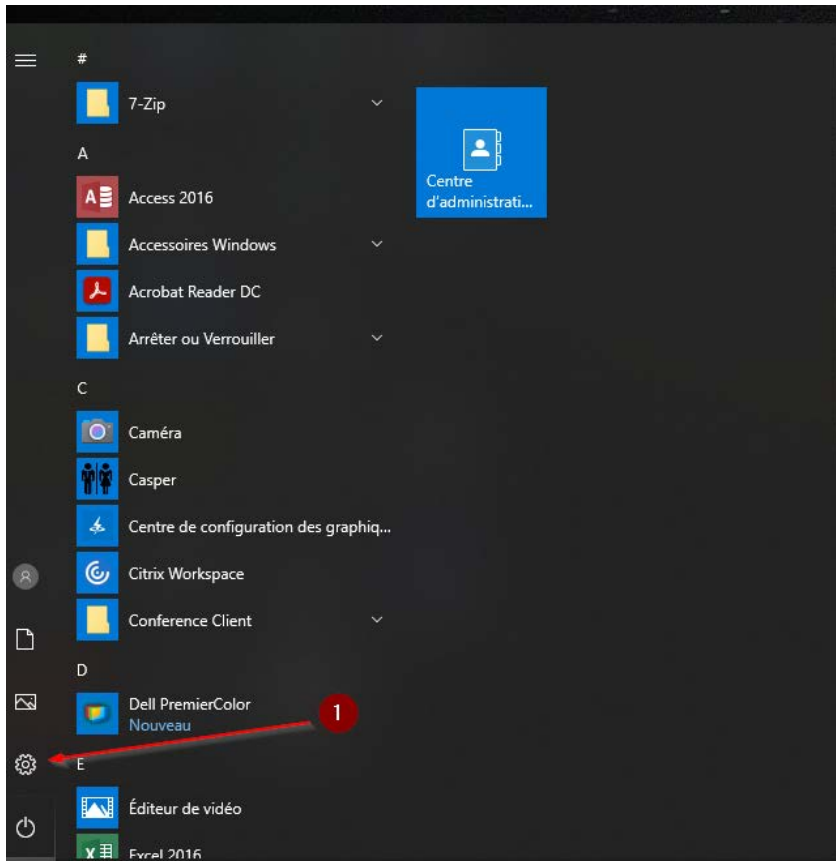 #
7-Zip
A
Access 2016
Accessoires Windows
Acrobat Reader DC
Arrêter ou Verrouiller
C
Caméra
Casper
Centre de configuration des graphiq...
Citrix Workspace
Conference Client
D
Dell PremierColor
Nouveau
1
E
Éditeur de vidéo
Excel 2016
Centre
d'administrati...